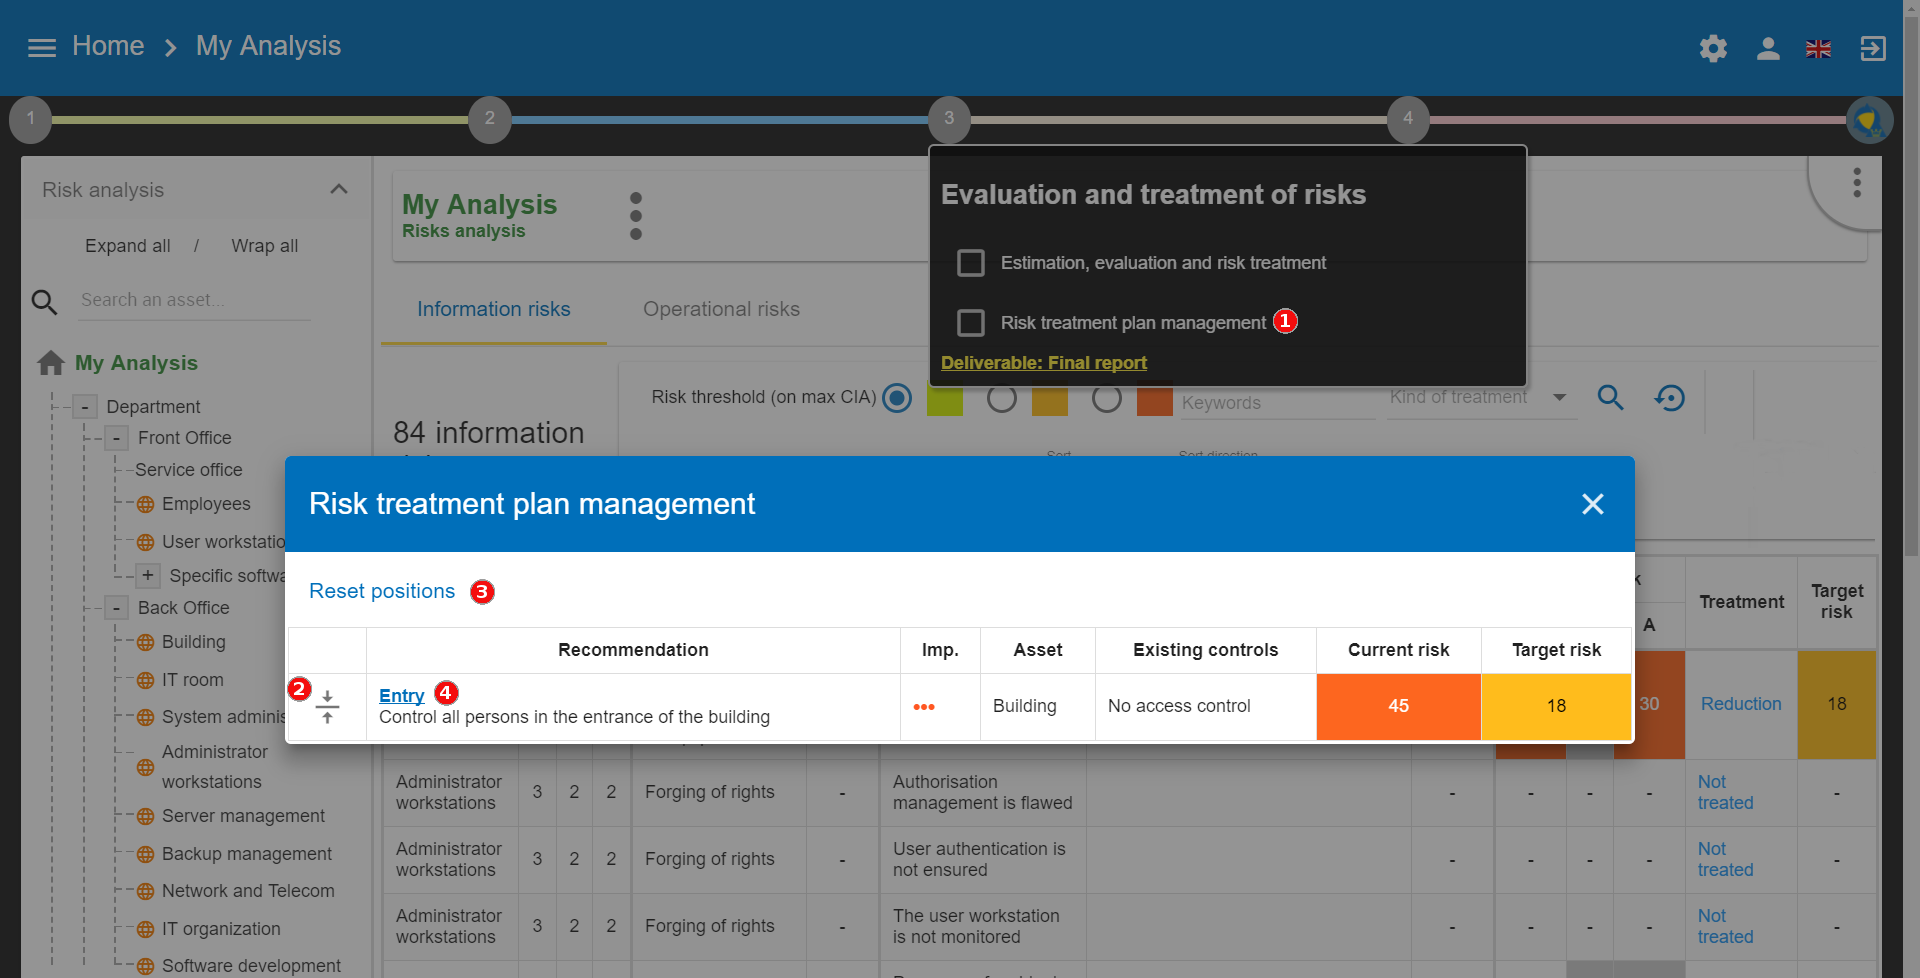 Home
My Analysis
1
2
3
4
Risk analysis
Expand all / Wrap all
Search an asset...
My Analysis
- Department
- Front Office
Service office
Employees
User workstatio
+ Specific softwa
- Back Office
Building
IT room
System adminis
Administrator
workstations
Server management
Backup management
Network and Telecom
IT organization
Software development
My Analysis
Risks analysis
Information risks
Operational risks
Evaluation and treatment of risks
Estimation, evaluation and risk treatment
Risk treatment plan management 1
Deliverable: Final report
Risk threshold (on max CIA)
Keywords
Kind of treatment
84 information
Sort
Sort direction
Risk treatment plan management
Reset positions 3
Recommendation Imp. Asset Existing controls Current risk Target risk
2
Entry 4
Control all persons in the entrance of the building
••• Building No access control 45 18
k
A
Treatment
Target
risk
30 Reduction 18
Administrator
workstations
3 2 2 Forging of rights -
Authorisation
management is flawed
- - - -
Not
treated
-
Administrator
workstations
3 2 2 Forging of rights -
User authentication is
not ensured
- - - -
Not
treated
-
Administrator
workstations
3 2 2 Forging of rights -
The user workstation
is not monitored
- - - -
Not
treated
-